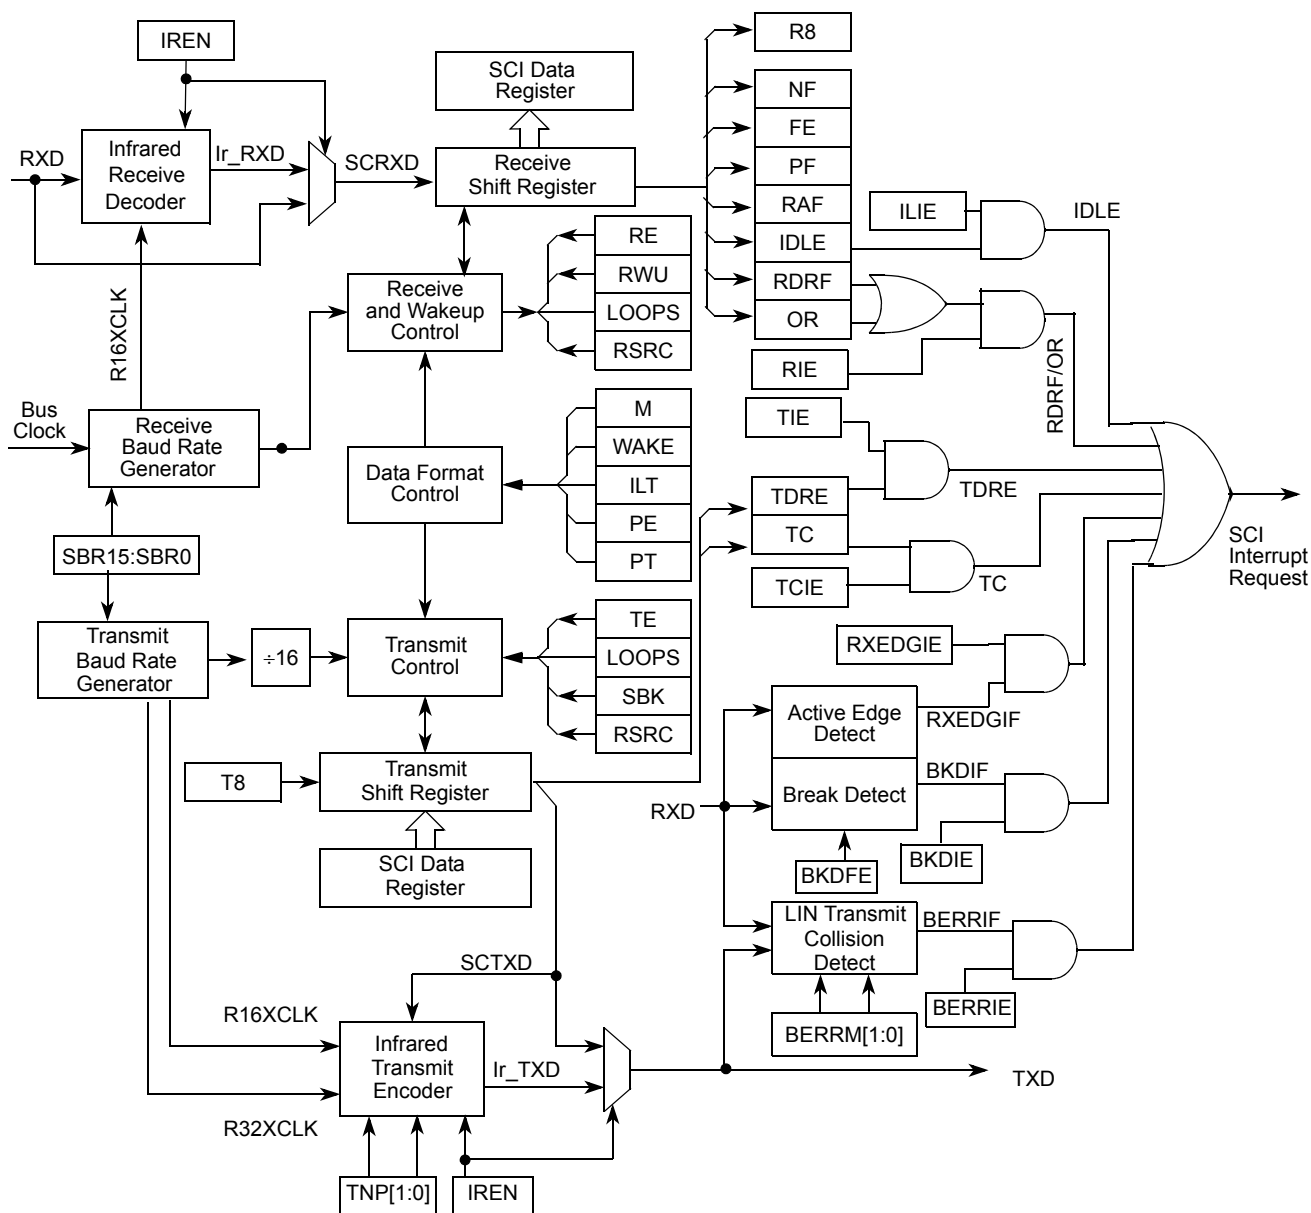 IREN
SCI Data
Register
R8
NF
FE
PF
RAF
IDLE
RDRF
OR
RXD
Infrared
Receive
Decoder
Ir_RXD
SCRXD
Receive
Shift Register
ILIE
IDLE
RE
RWU
LOOPS
RSRC
R16XCLK
Receive
and Wakeup
Control
RIE
RDRF/OR
Bus
Clock
Receive
Baud Rate
Generator
Data Format
Control
M
WAKE
ILT
PE
PT
TIE
TDRE
TC
TDRE
TCIE
TC
SCI
Interrupt
Request
SBR15:SBR0
Transmit
Baud Rate
Generator
÷16
Transmit
Control
TE
LOOPS
SBK
RSRC
RXEDGIE
Active Edge
Detect
RXEDGIF
T8
Transmit
Shift Register
RXD
Break Detect
BKDIF
BKDIE
BKDFE
SCI Data
Register
LIN Transmit
Collision
Detect
BERRIF
BERRIE
BERRM[1:0]
SCTXD
R16XCLK
Infrared
Transmit
Encoder
Ir_TXD
TXD
R32XCLK
TNP[1:0]
IREN